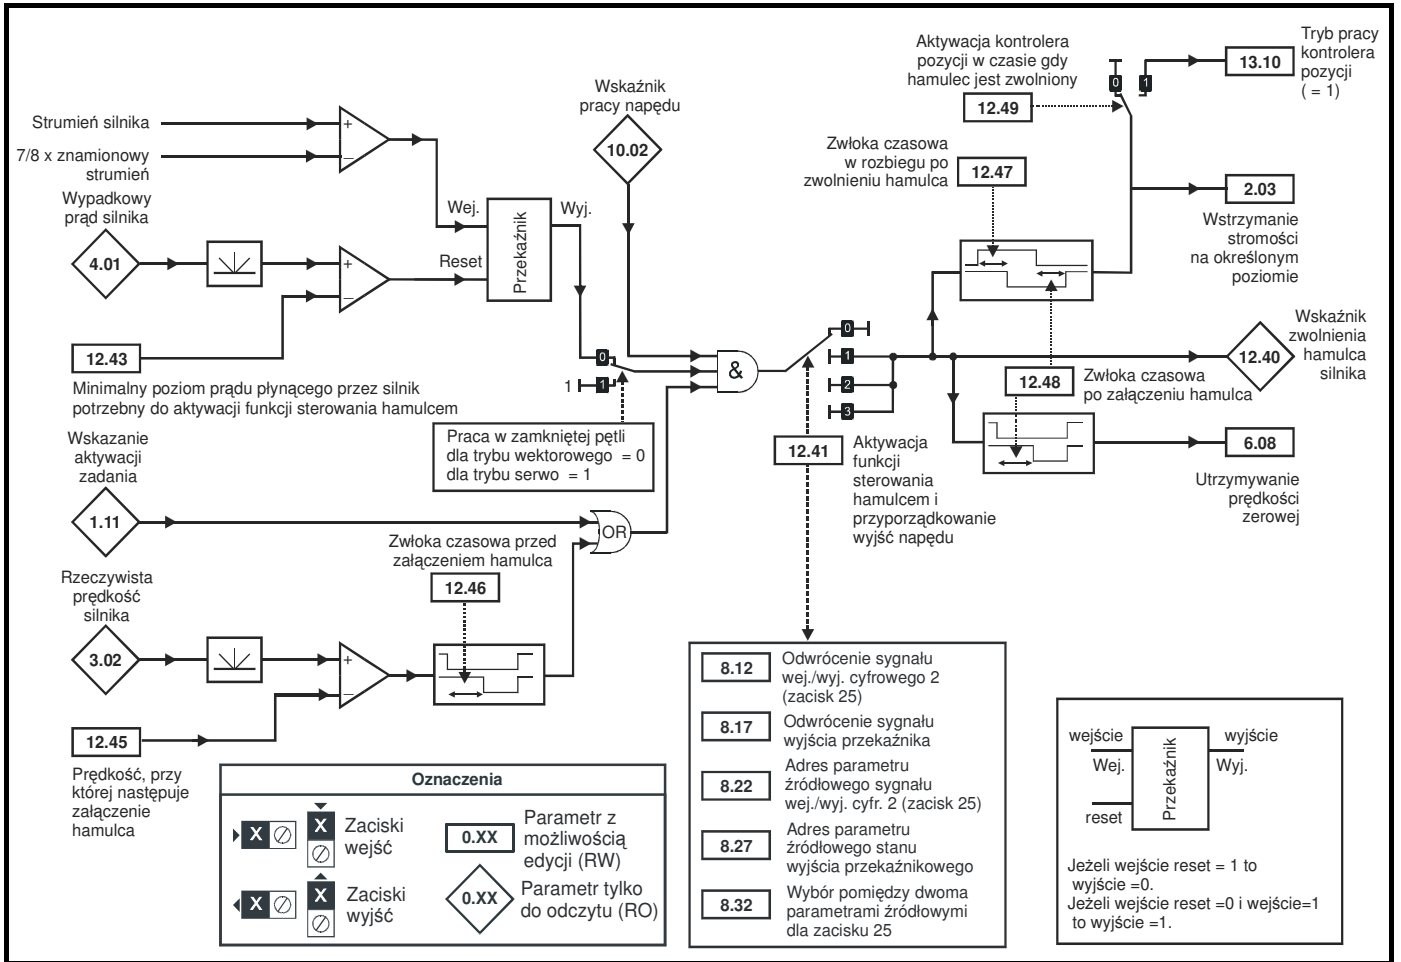 Aktywacja kontrolera
pozycji w czasie gdy
hamulec jest zwolniony
12.49
0
1
13.10
Tryb pracy
kontrolera
pozycji
( = 1)
Wskaźnik
pracy napędu
10.02
Strumień silnika
7/8 x znamionowy
strumień
+
–
Zwłoka czasowa
w rozbiegu po
zwolnieniu hamulca
12.47
2.03
Wstrzymanie
stromości
na określonym
poziomie
Wypadkowy
prąd silnika
4.01
+
–
Wej.
Reset
Przekaźnik
Wyj.
12.43
Minimalny poziom prądu płynącego przez silnik
potrzebny do aktywacji funkcji sterowania hamulcem
0
1
1
Praca w zamkniętej pętli
dla trybu wektorowego = 0
dla trybu serwo = 1
&
0
1
2
3
12.41
Aktywacja
funkcji
sterowania
hamulcem i
przyporządkowanie
wyjść napędu
Wskaźnik
zwolnienia
hamulca
silnika
12.40
12.48
Zwłoka czasowa
po załączeniu hamulca
6.08
Utrzymywanie
prędkości
zerowej
Wskazanie
aktywacji
zadania
1.11
OR
Zwłoka czasowa przed
załączeniem hamulca
12.46
Rzeczywista
prędkość
silnika
3.02
+
–
12.45
Prędkość, przy
której następuje
załączenie
hamulca
Oznaczenia
X
X
Zaciski
wejść
0.XX
Parametr z
możliwością
edycji (RW)
X
X
Zaciski
wyjść
0.XX
Parametr tylko
do odczytu (RO)
8.12
Odwrócenie sygnału
wej./wyj. cyfrowego 2
(zacisk 25)
8.17
Odwrócenie sygnału
wyjścia przekaźnika
8.22
Adres parametru
źródłowego sygnału
wej./wyj. cyfr. 2 (zacisk 25)
8.27
Adres parametru
źródłowego stanu
wyjścia przekaźnikowego
8.32
Wybór pomiędzy dwoma
parametrami źródłowymi
dla zacisku 25
wejście
Wej.
reset
Przekaźnik
wyjście
Wyj.
Jeżeli wejście reset = 1 to
wyjście =0.
Jeżeli wejście reset =0 i wejście=1
to wyjście =1.